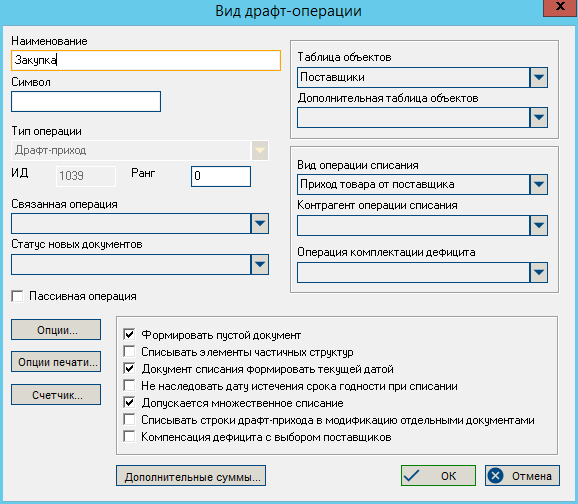 Вид драфт-операции
x
Наименование
Закупка
Символ
Тип операции
Драфт-приход
ИД 1039 Ранг 0
Связанная операция
Статус новых документов
Пассивная операция
Таблица объектов
Поставщики
Дополнительная таблица объектов
Вид операции списания
Приход товара от поставщика
Контрагент операции списания
Операция комплектации дефицита
Опции...
Опции печати...
Счетчик...
Формировать пустой документ
Списывать элементы частичных структур
Документ списания формировать текущей датой
Не наследовать дату истечения срока годности при списании
Допускается множественное списание
Списывать строки драфт-прихода в модификацию отдельными документами
Компенсация дефицита с выбором поставщиков
Дополнительные суммы...
ОК
Отмена